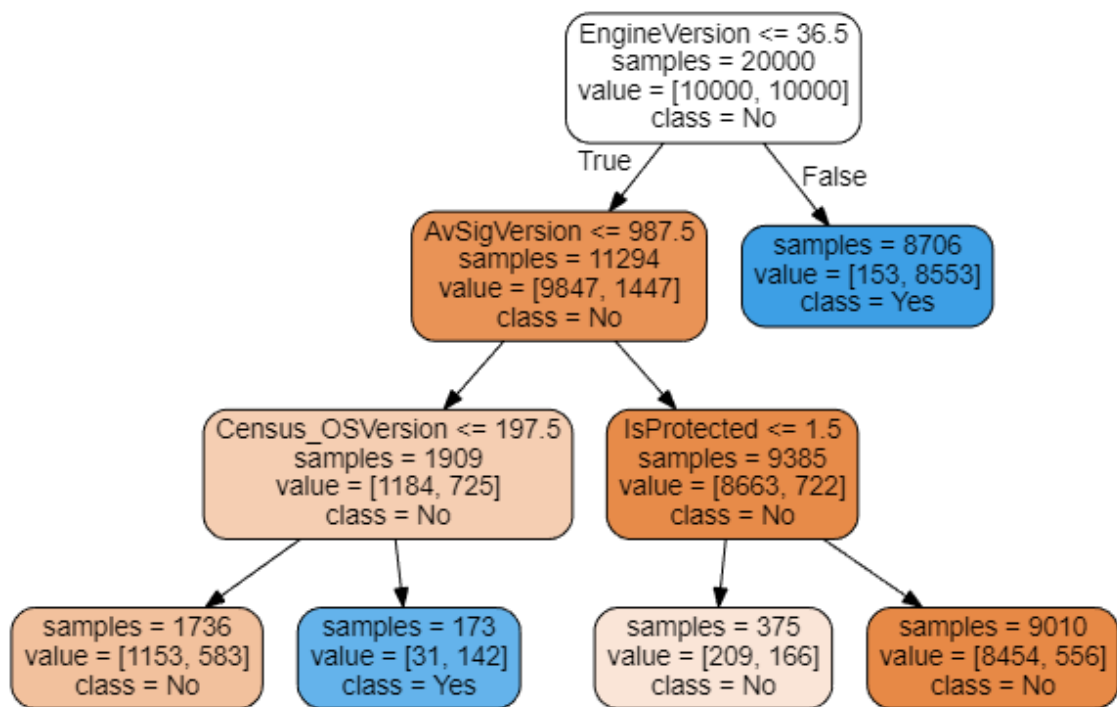 EngineVersion <= 36.5
samples = 20000
value = [10000, 10000]
class = No
True
False
AvSigVersion <= 987.5
samples = 11294
value = [9847, 1447]
class = No
samples = 8706
value = [153, 8553]
class = Yes
Census_OSVersion <= 197.5
samples = 1909
value = [1184, 725]
class = No
IsProtected <= 1.5
samples = 9385
value = [8663, 722]
class = No
samples = 1736
value = [1153, 583]
class = No
samples = 173
value = [31, 142]
class = Yes
samples = 375
value = [209, 166]
class = No
samples = 9010
value = [8454, 556]
class = No